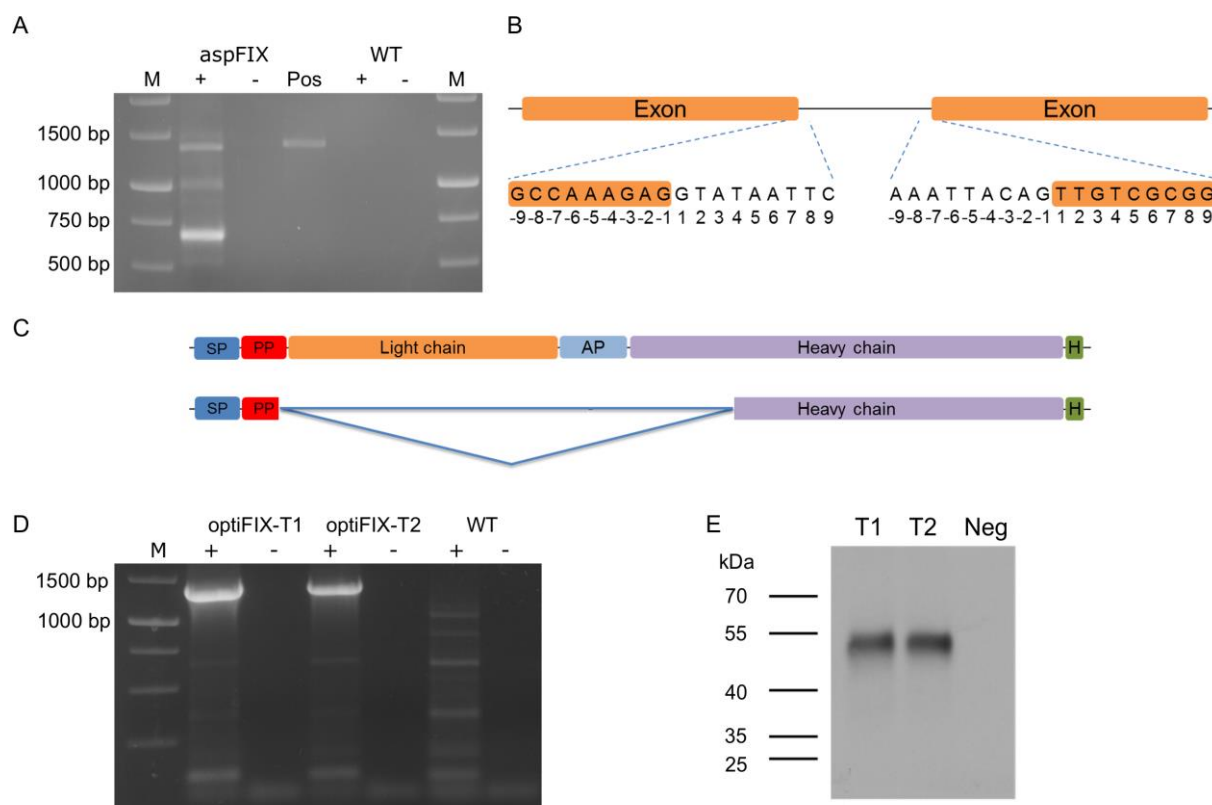 A
aspFIX WT
M + - Pos + - M
1500 bp
1000 bp
750 bp
500 bp
B
Exon Exon
G C C A A A G A G G T A T A A T T C A A A T T A C A G T T G T C G C G G
-9 -8 -7 -6 -5 -4 -3 -2 -1 1 2 3 4 5 6 7 8 9 -9 -8 -7 -6 -5 -4 -3 -2 -1 1 2 3 4 5 6 7 8 9
C
SP PP Light chain AP Heavy chain H
SP PP Heavy chain H
D
optiFIX-T1 optiFIX-T2 WT
M + - + - + -
1500 bp
1000 bp
E
T1 T2 Neg
kDa
70
55
40
35
25